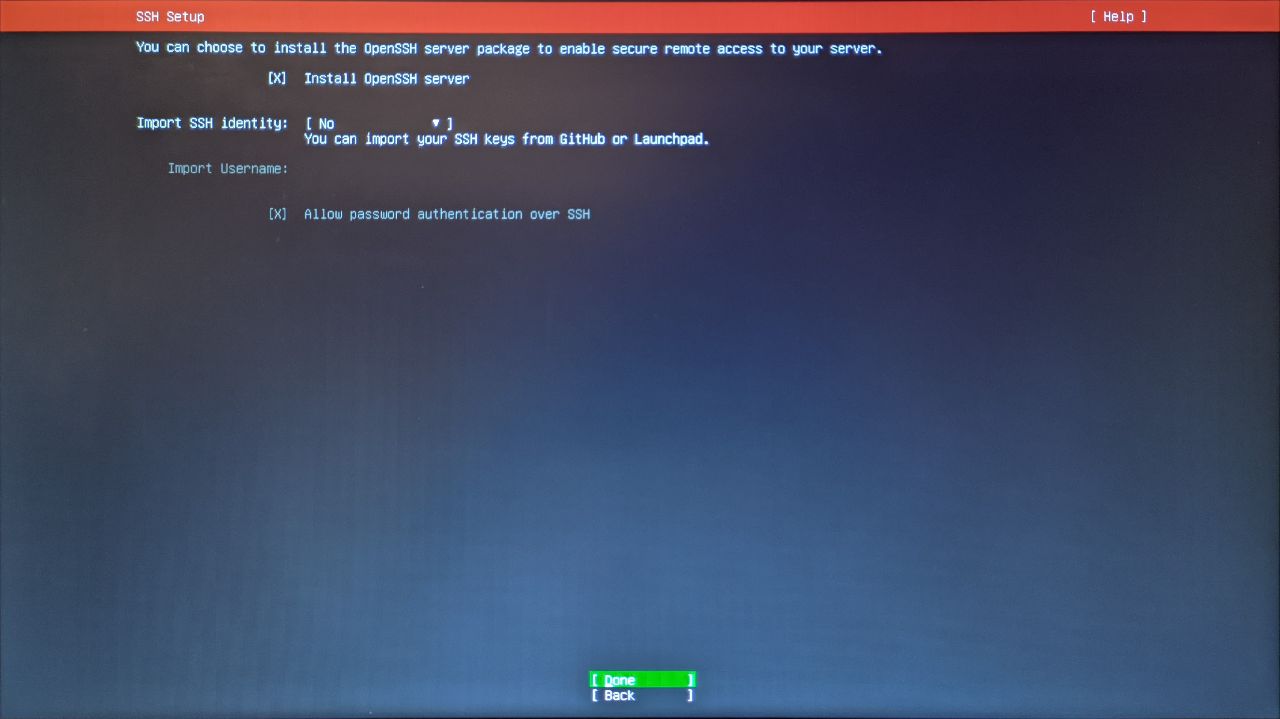 SSH Setup [ Help ]
You can choose to install the OpenSSH server package to enable secure remote access to your server.
[X] Install OpenSSH server
Import SSH identity: [ No ▼ ]
You can import your SSH keys from GitHub or Launchpad.
Import Username:
[X] Allow password authentication over SSH
[ Done ]
[ Back ]